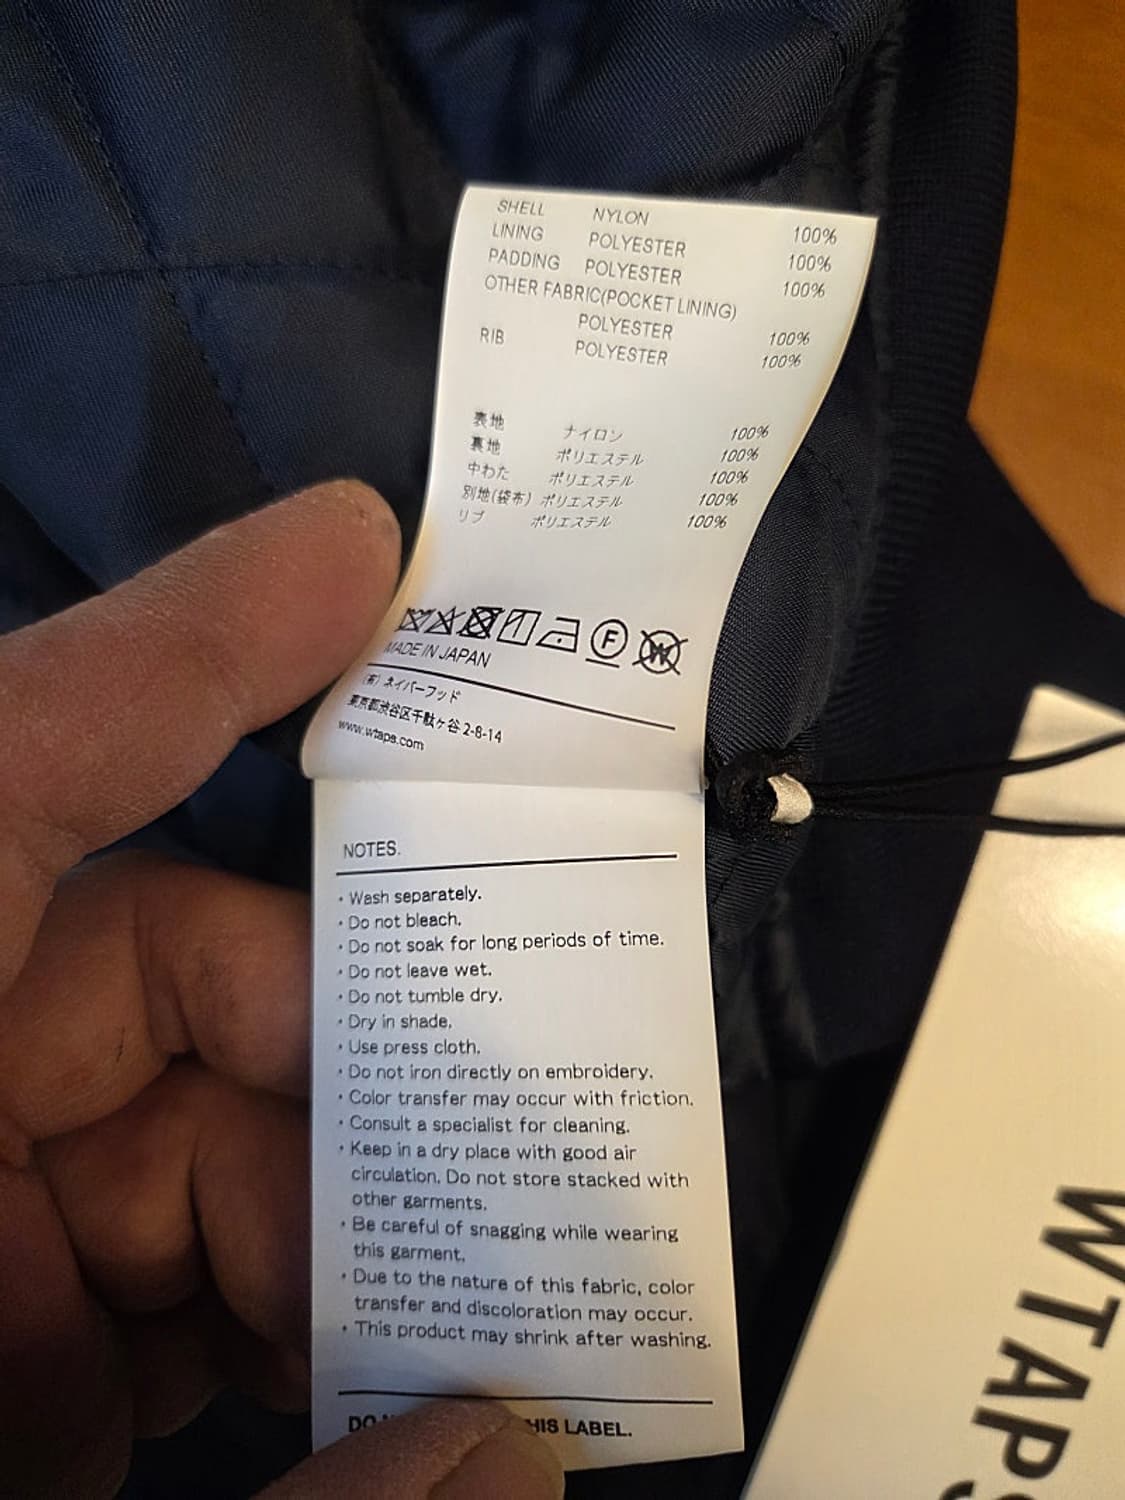 SHELL NYLON 100%
LINING POLYESTER 100%
PADDING POLYESTER 100%
OTHER FABRIC(POCKET LINING)
POLYESTER 100%
RIB POLYESTER 100%
表地 ナイロン 100%
裏地 ポリエステル 100%
中わた ポリエステル 100%
別地(袋布) ポリエステル 100%
リブ ポリエステル 100%
F
W
MADE IN JAPAN
(有) ネイバーフッド
東京都渋谷区千駄ヶ谷 2-8-14
www.wtaps.com
NOTES.
・Wash separately.
・Do not bleach.
・Do not soak for long periods of time.
・Do not leave wet.
・Do not tumble dry.
・Dry in shade.
・Use press cloth.
・Do not iron directly on embroidery.
・Color transfer may occur with friction.
・Consult a specialist for cleaning.
・Keep in a dry place with good air
circulation. Do not store stacked with
other garments.
・Be careful of snagging while wearing
this garment.
・Due to the nature of this fabric, color
transfer and discoloration may occur.
・This product may shrink after washing.
DO HIS LABEL.
WTAPS